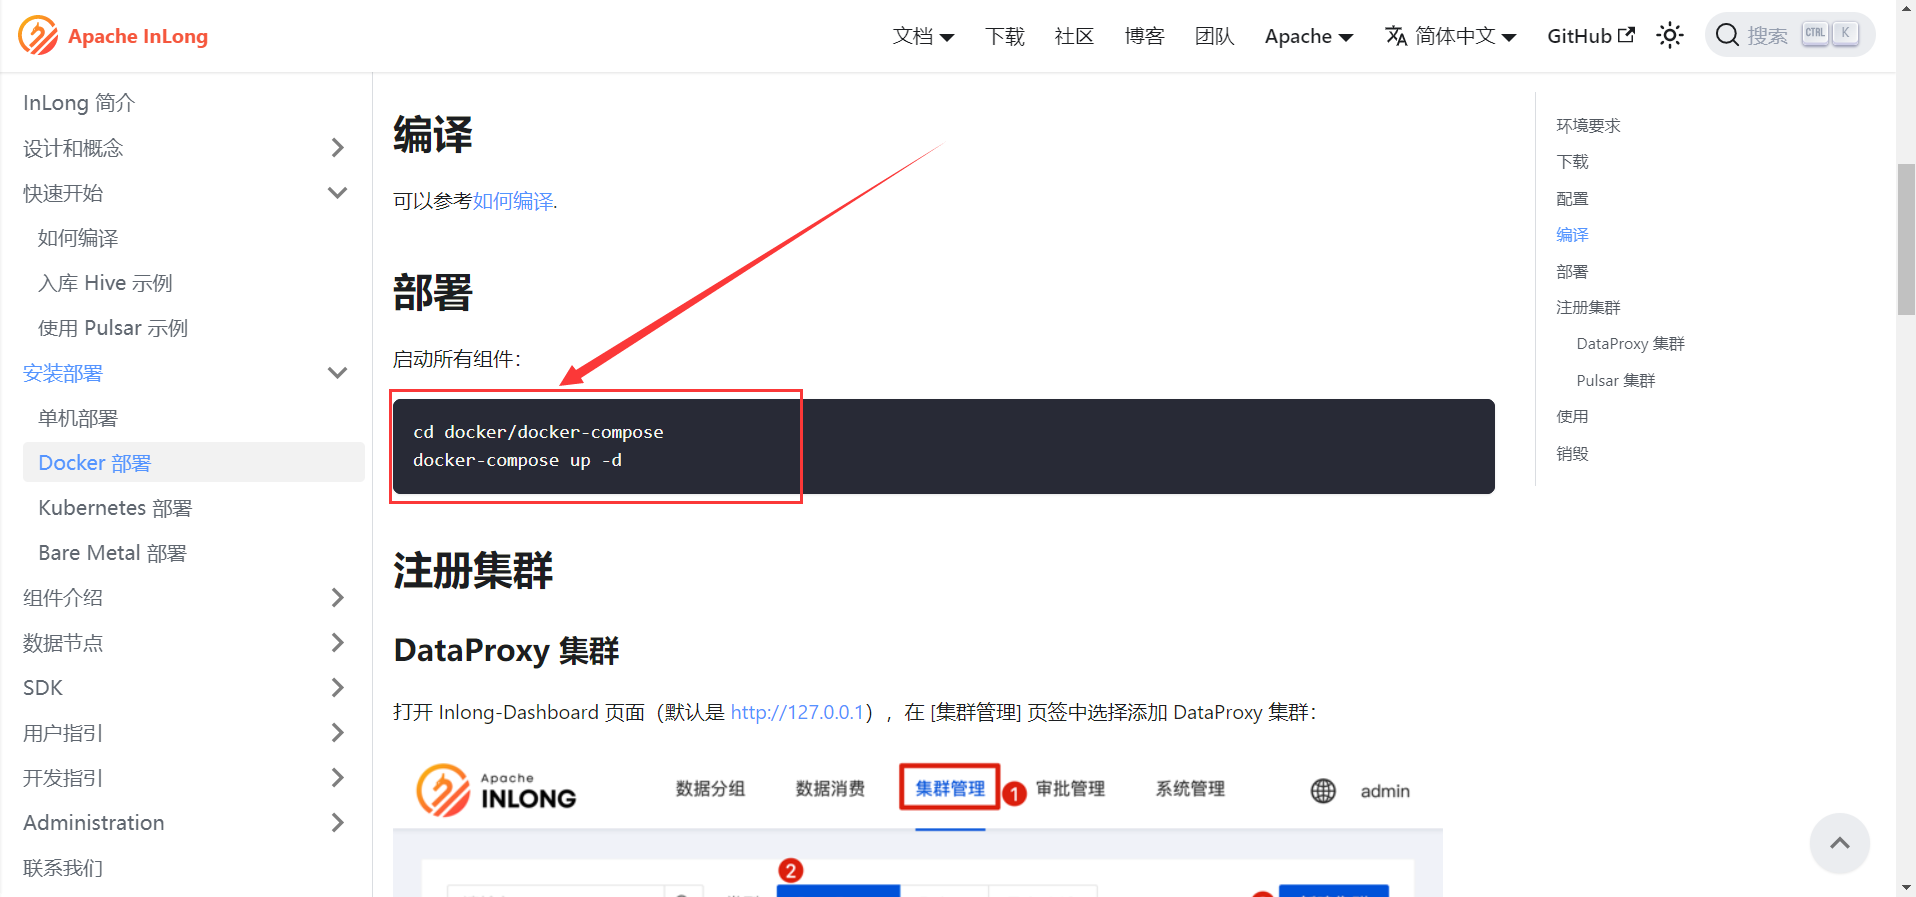 Apache InLong
文档
下载
社区
博客
团队
Apache
简体中文
GitHub
搜索
CTRL
K
InLong 简介
设计和概念
快速开始
如何编译
入库 Hive 示例
使用 Pulsar 示例
安装部署
单机部署
Docker 部署
Kubernetes 部署
Bare Metal 部署
组件介绍
数据节点
SDK
用户指引
开发指引
Administration
联系我们
编译
可以参考如何编译.
部署
启动所有组件：
cd docker/docker-compose
docker-compose up -d
注册集群
DataProxy 集群
打开 Inlong-Dashboard 页面（默认是 http://127.0.0.1），在 [集群管理] 页签中选择添加 DataProxy 集群：
Apache
INLONG
数据分组
数据消费
集群管理
1
审批管理
系统管理
admin
2
环境要求
下载
配置
编译
部署
注册集群
DataProxy 集群
Pulsar 集群
使用
销毁